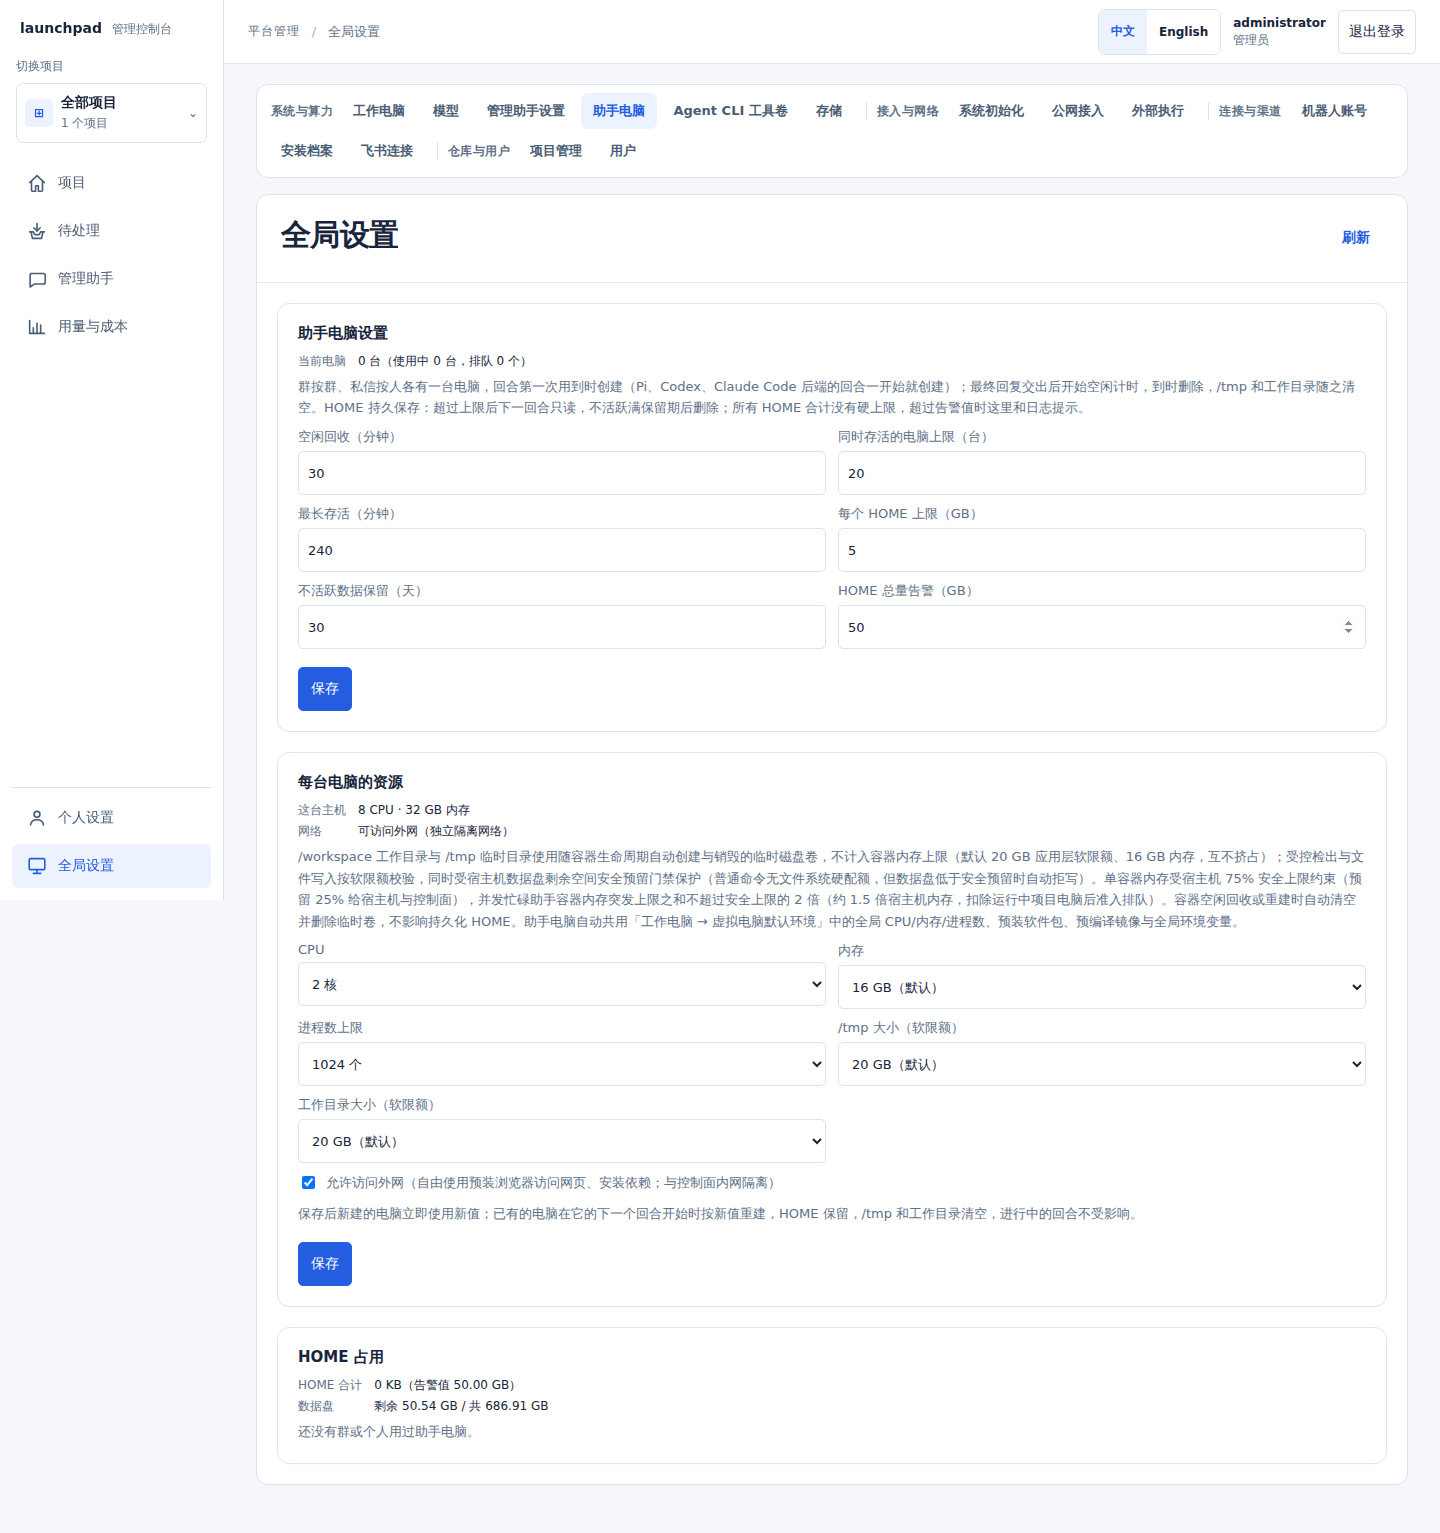 launchpad 管理控制台
切换项目
全部项目
1 个项目
项目
待处理
管理助手
用量与成本
个人设置
全局设置
平台管理 / 全局设置
中文 English
administrator
管理员
退出登录
系统与算力 工作电脑 模型 管理助手设置 助手电脑 Agent CLI 工具卷 存储 接入与网络 系统初始化 公网接入 外部执行 连接与渠道 机器人账号
安装档案 飞书连接 仓库与用户 项目管理 用户
全局设置
刷新
助手电脑设置
当前电脑 0 台（使用中 0 台，排队 0 个）
群按群、私信按人各有一台电脑，回合第一次用到时创建（Pi、Codex、Claude Code 后端的回合一开始就创建）；最终回复交出后开始空闲计时，到时删除，/tmp 和工作目录随之清
空。HOME 持久保存：超过上限后下一回合只读，不活跃满保留期后删除；所有 HOME 合计没有硬上限，超过告警值时这里和日志提示。
空闲回收（分钟） 同时存活的电脑上限（台）
30 20
最长存活（分钟） 每个 HOME 上限（GB）
240 5
不活跃数据保留（天） HOME 总量告警（GB）
30 50
保存
每台电脑的资源
这台主机 8 CPU · 32 GB 内存
网络 可访问外网（独立隔离网络）
/workspace 工作目录与 /tmp 临时目录使用随容器生命周期自动创建与销毁的临时磁盘卷，不计入容器内存上限（默认 20 GB 应用层软限额、16 GB 内存，互不挤占）；受控检出与文
件写入按软限额校验，同时受宿主机数据盘剩余空间安全预留门禁保护（普通命令无文件系统硬配额，但数据盘低于安全预留时自动拒写）。单容器内存受宿主机 75% 安全上限约束（预
留 25% 给宿主机与控制面），并发忙碌助手容器内存突发上限之和不超过安全上限的 2 倍（约 1.5 倍宿主机内存，扣除运行中项目电脑后准入排队）。容器空闲回收或重建时自动清空
并删除临时卷，不影响持久化 HOME。助手电脑自动共用「工作电脑 → 虚拟电脑默认环境」中的全局 CPU/内存/进程数、预装软件包、预编译镜像与全局环境变量。
CPU 内存
2 核 16 GB（默认）
进程数上限 /tmp 大小（软限额）
1024 个 20 GB（默认）
工作目录大小（软限额）
20 GB（默认）
允许访问外网（自由使用预装浏览器访问网页、安装依赖；与控制面内网隔离）
保存后新建的电脑立即使用新值；已有的电脑在它的下一个回合开始时按新值重建，HOME 保留，/tmp 和工作目录清空，进行中的回合不受影响。
保存
HOME 占用
HOME 合计 0 KB（告警值 50.00 GB）
数据盘 剩余 50.54 GB / 共 686.91 GB
还没有群或个人用过助手电脑。